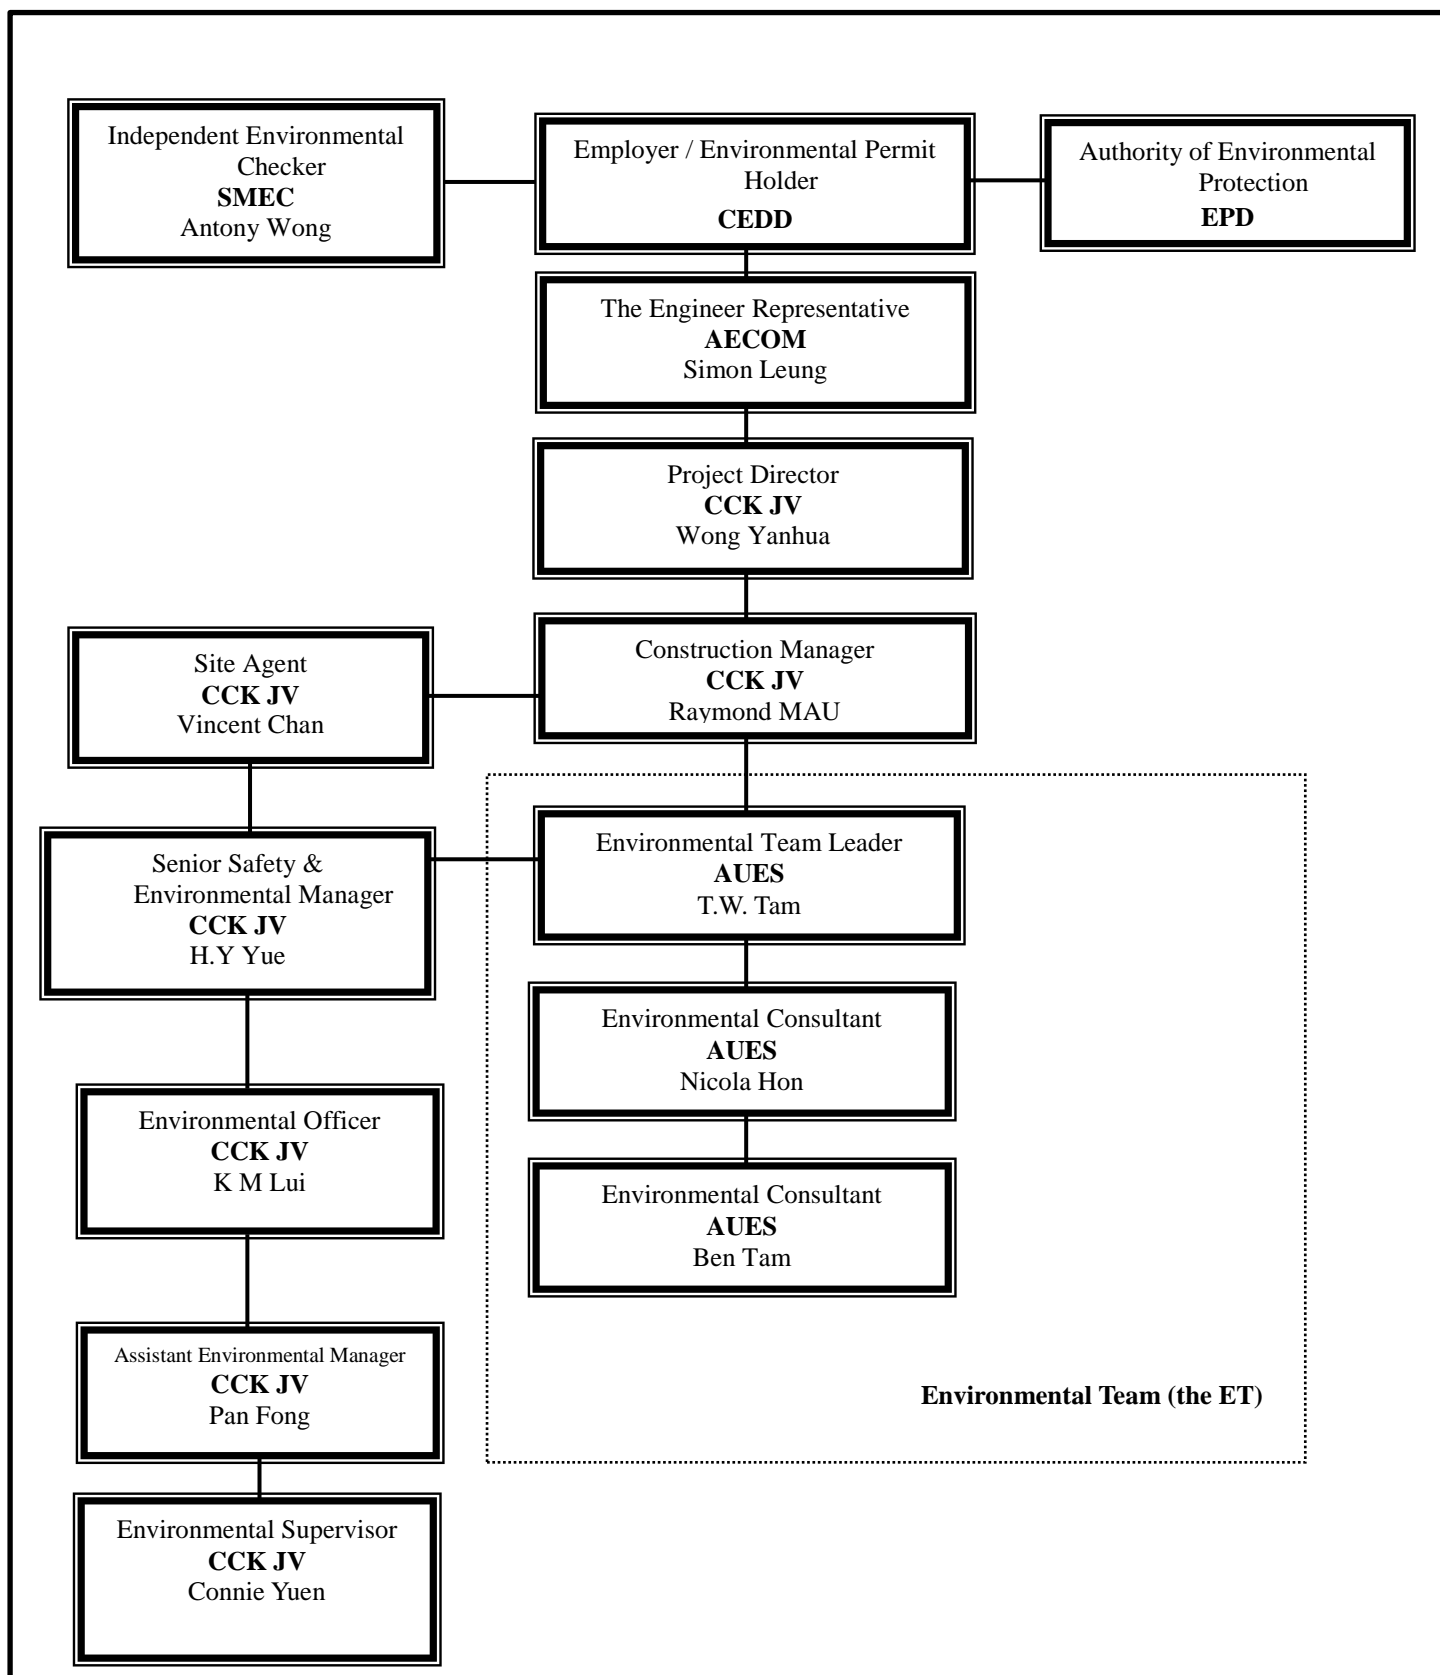 Independent Environmental
Checker
SMEC
Antony Wong
Employer / Environmental Permit
Holder
CEDD
Authority of Environmental
Protection
EPD
The Engineer Representative
AECOM
Simon Leung
Project Director
CCK JV
Wong Yanhua
Construction Manager
CCK JV
Raymond MAU
Site Agent
CCK JV
Vincent Chan
Senior Safety &
Environmental Manager
CCK JV
H.Y Yue
Environmental Team Leader
AUES
T.W. Tam
Environmental Consultant
AUES
Nicola Hon
Environmental Officer
CCK JV
K M Lui
Environmental Consultant
AUES
Ben Tam
Assistant Environmental Manager
CCK JV
Pan Fong
Environmental Team (the ET)
Environmental Supervisor
CCK JV
Connie Yuen